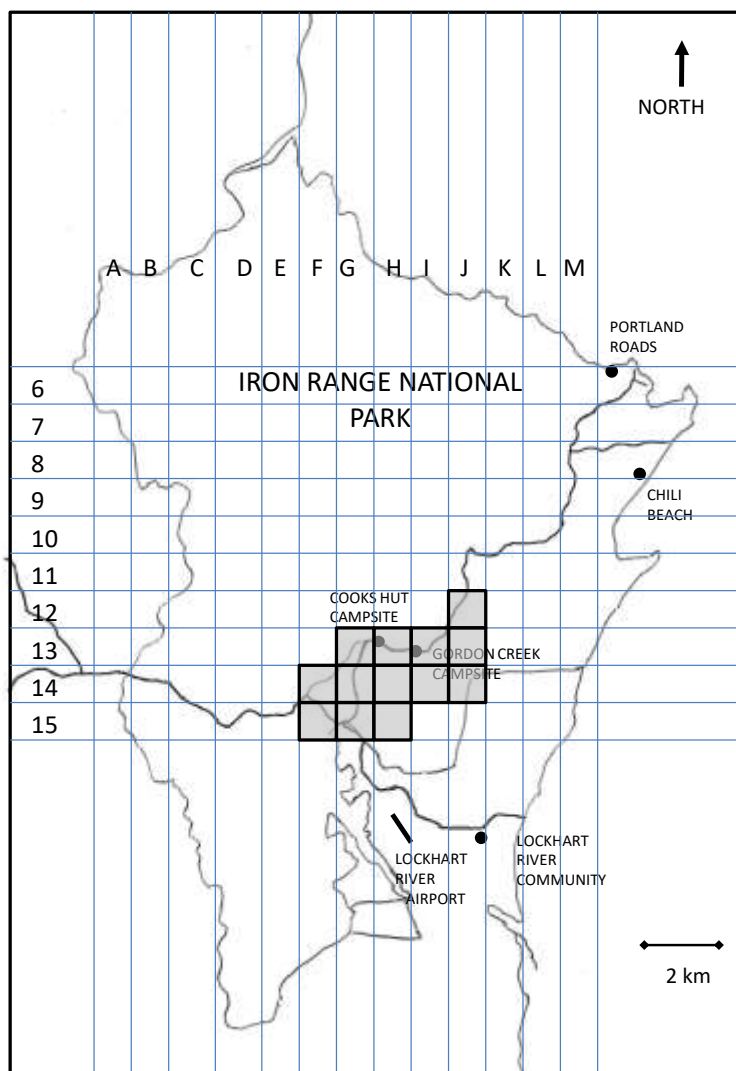 NORTH
A B C D E F G H I J K L M
PORTLAND
ROADS
IRON RANGE NATIONAL
PARK
6
7
8
9
10
11
12
13
14
15
CHILI
BEACH
COOKS HUT
CAMPSITE
GORDON CREEK
CAMPSITE
LOCKHART
RIVER
AIRPORT
LOCKHART
RIVER
COMMUNITY
2 km